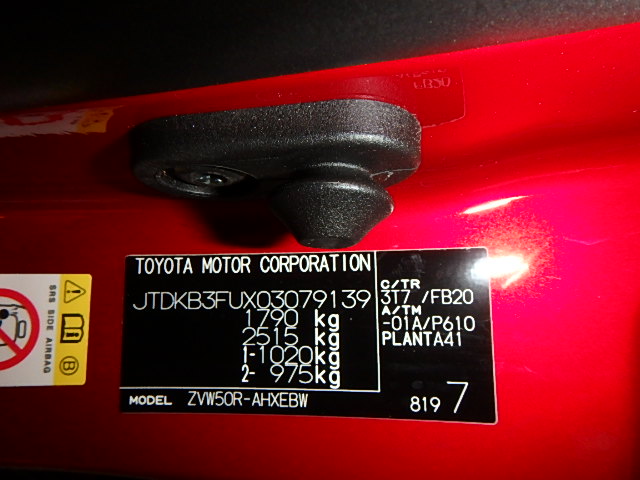 TOYOTA MOTOR CORPORATION
JTDKB3FUX03079139
1790 kg
2515 kg
1-1020kg
2- 975kg
C/TR
3T7 /FB20
A/TM
-01A/P610
PLANTA41
MODEL ZVW50R-AHXEBW
819 7
SRS SIDE AIRBAG
B